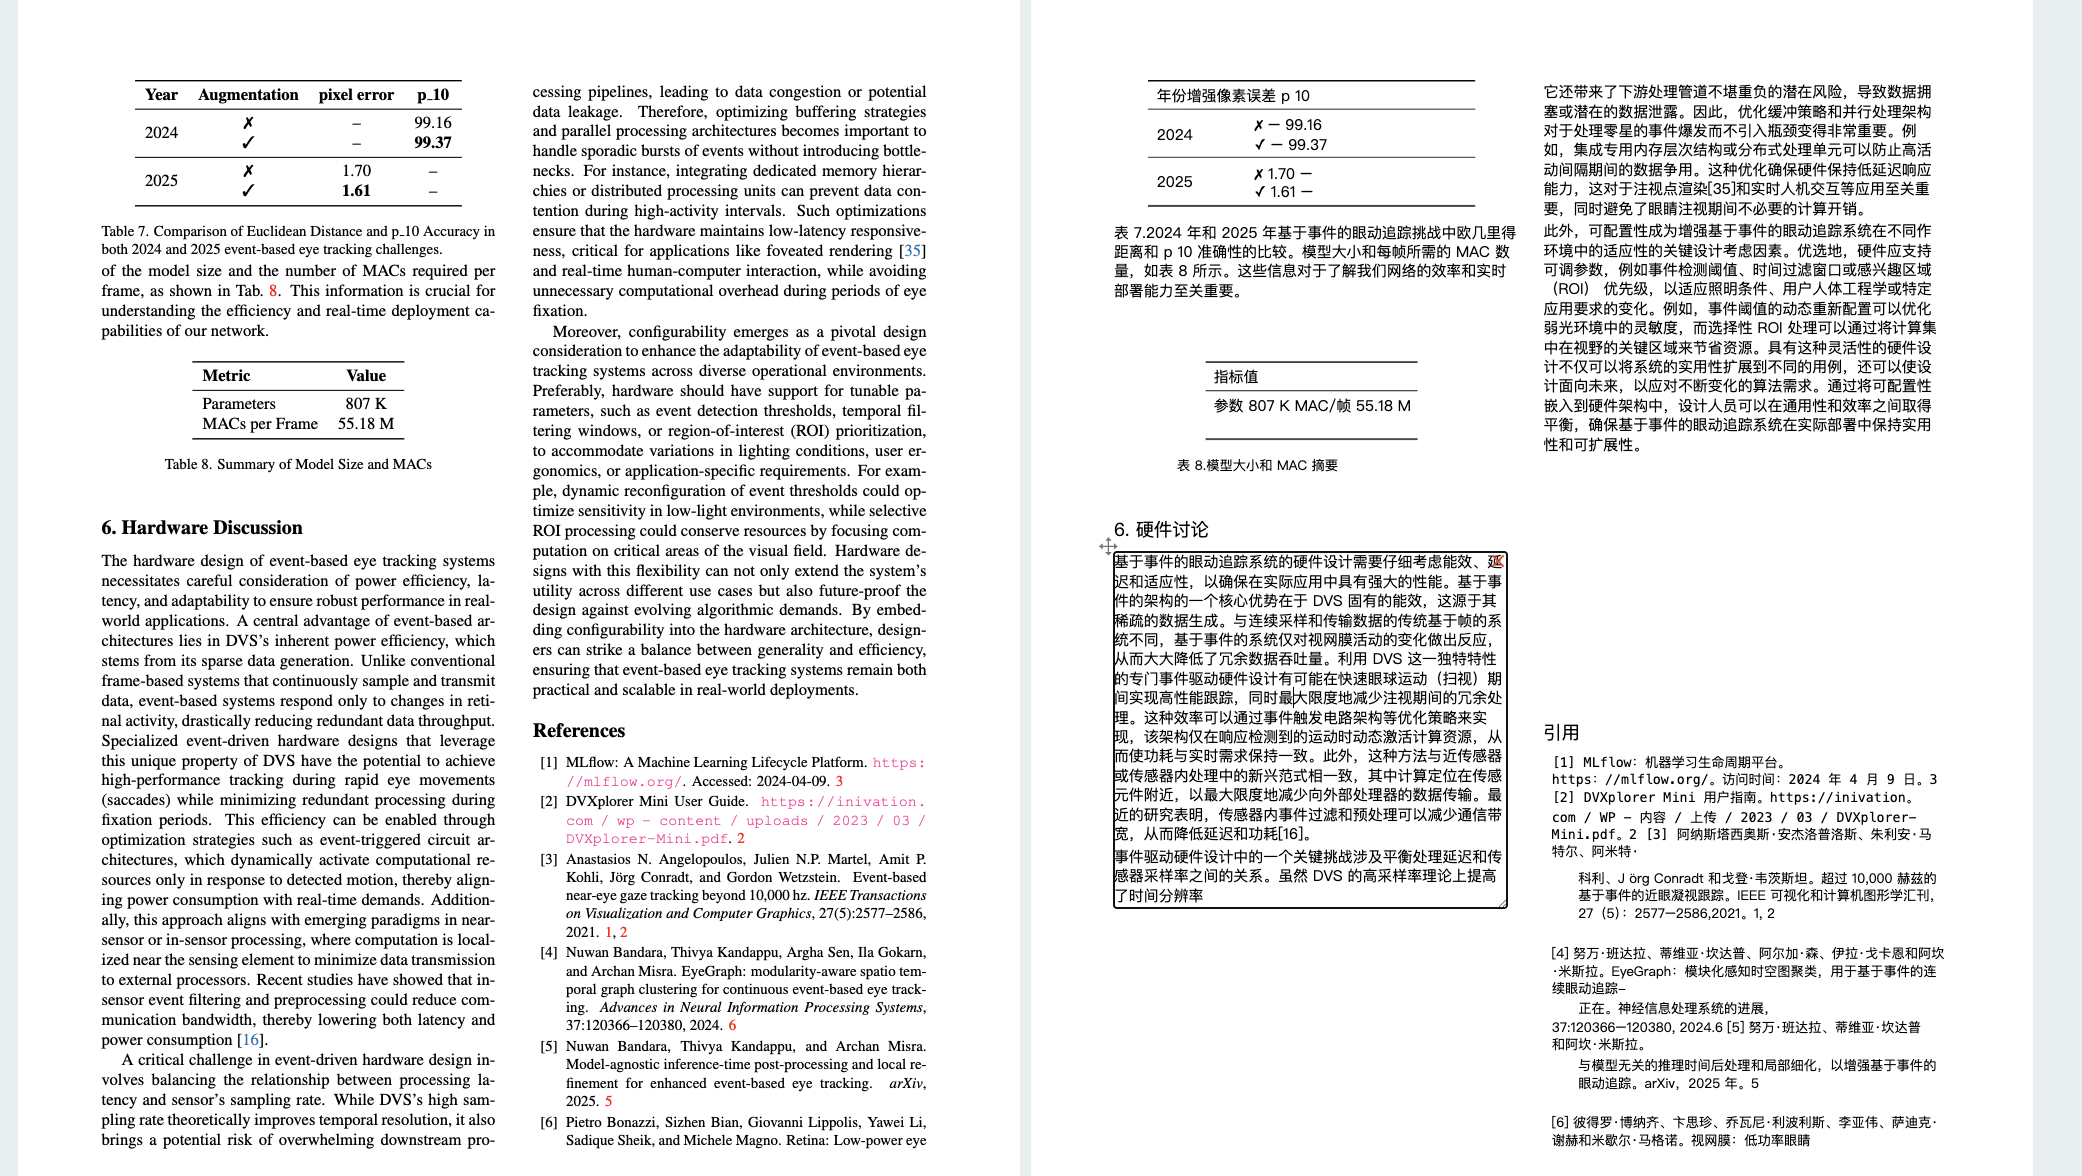 Year Augmentation pixel error p_10
2024 ✗ – 99.16
✓ – 99.37
2025 ✗ 1.70 –
✓ 1.61 –
Table 7. Comparison of Euclidean Distance and p_10 Accuracy in
both 2024 and 2025 event-based eye tracking challenges.
of the model size and the number of MACs required per
frame, as shown in Tab. 8. This information is crucial for
understanding the efficiency and real-time deployment ca-
pabilities of our network.
Metric Value
Parameters 807 K
MACs per Frame 55.18 M
Table 8. Summary of Model Size and MACs
6. Hardware Discussion
The hardware design of event-based eye tracking systems
necessitates careful consideration of power efficiency, la-
tency, and adaptability to ensure robust performance in real-
world applications. A central advantage of event-based ar-
chitectures lies in DVS's inherent power efficiency, which
stems from its sparse data generation. Unlike conventional
frame-based systems that continuously sample and transmit
data, event-based systems respond only to changes in reti-
nal activity, drastically reducing redundant data throughput.
Specialized event-driven hardware designs that leverage
this unique property of DVS have the potential to achieve
high-performance tracking during rapid eye movements
(saccades) while minimizing redundant processing during
fixation periods. This efficiency can be enabled through
optimization strategies such as event-triggered circuit ar-
chitectures, which dynamically activate computational re-
sources only in response to detected motion, thereby align-
ing power consumption with real-time demands. Addition-
ally, this approach aligns with emerging paradigms in near-
sensor or in-sensor processing, where computation is local-
ized near the sensing element to minimize data transmission
to external processors. Recent studies have showed that in-
sensor event filtering and preprocessing could reduce com-
munication bandwidth, thereby lowering both latency and
power consumption [16].
A critical challenge in event-driven hardware design in-
volves balancing the relationship between processing la-
tency and sensor's sampling rate. While DVS's high sam-
pling rate theoretically improves temporal resolution, it also
brings a potential risk of overwhelming downstream pro-
cessing pipelines, leading to data congestion or potential
data leakage. Therefore, optimizing buffering strategies
and parallel processing architectures becomes important to
handle sporadic bursts of events without introducing bottle-
necks. For instance, integrating dedicated memory hierar-
chies or distributed processing units can prevent data con-
tention during high-activity intervals. Such optimizations
ensure that the hardware maintains low-latency responsive-
ness, critical for applications like foveated rendering [35]
and real-time human-computer interaction, while avoiding
unnecessary computational overhead during periods of eye
fixation.
Moreover, configurability emerges as a pivotal design
consideration to enhance the adaptability of event-based eye
tracking systems across diverse operational environments.
Preferably, hardware should have support for tunable pa-
rameters, such as event detection thresholds, temporal fil-
tering windows, or region-of-interest (ROI) prioritization,
to accommodate variations in lighting conditions, user er-
gonomics, or application-specific requirements. For exam-
ple, dynamic reconfiguration of event thresholds could op-
timize sensitivity in low-light environments, while selective
ROI processing could conserve resources by focusing com-
putation on critical areas of the visual field. Hardware de-
signs with this flexibility can not only extend the system's
utility across different use cases but also future-proof the
design against evolving algorithmic demands. By embed-
ding configurability into the hardware architecture, design-
ers can strike a balance between generality and efficiency,
ensuring that event-based eye tracking systems remain both
practical and scalable in real-world deployments.
References
[1] MLflow: A Machine Learning Lifecycle Platform. https:
//mlflow.org/. Accessed: 2024-04-09. 3
[2] DVXplorer Mini User Guide. https://inivation.
com / wp - content / uploads / 2023 / 03 /
DVXplorer-Mini.pdf. 2
[3] Anastasios N. Angelopoulos, Julien N.P. Martel, Amit P.
Kohli, Jörg Conradt, and Gordon Wetzstein. Event-based
near-eye gaze tracking beyond 10,000 hz. IEEE Transactions
on Visualization and Computer Graphics, 27(5):2577–2586,
2021. 1, 2
[4] Nuwan Bandara, Thivya Kandappu, Argha Sen, Ila Gokarn,
and Archan Misra. EyeGraph: modularity-aware spatio tem-
poral graph clustering for continuous event-based eye track-
ing. Advances in Neural Information Processing Systems,
37:120366–120380, 2024. 6
[5] Nuwan Bandara, Thivya Kandappu, and Archan Misra.
Model-agnostic inference-time post-processing and local re-
finement for enhanced event-based eye tracking. arXiv,
2025. 5
[6] Pietro Bonazzi, Sizhen Bian, Giovanni Lippolis, Yawei Li,
Sadique Sheik, and Michele Magno. Retina: Low-power eye
年份增强像素误差 p 10
2024 ✗ — 99.16
✓ — 99.37
2025 ✗ 1.70 —
✓ 1.61 —
表 7.2024 年和 2025 年基于事件的眼动追踪挑战中欧几里得
距离和 p 10 准确性的比较。模型大小和每帧所需的 MAC 数
量，如表 8 所示。这些信息对于了解我们网络的效率和实时
部署能力至关重要。
指标值
参数 807 K MAC/帧 55.18 M
表 8.模型大小和 MAC 摘要
6. 硬件讨论
基于事件的眼动追踪系统的硬件设计需要仔细考虑能效、延
迟和适应性，以确保在实际应用中具有强大的性能。基于事
件的架构的一个核心优势在于 DVS 固有的能效，这源于其
稀疏的数据生成。与连续采样和传输数据的传统基于帧的系
统不同，基于事件的系统仅对视网膜活动的变化做出反应，
从而大大降低了冗余数据吞吐量。利用 DVS 这一独特特性
的专门事件驱动硬件设计有可能在快速眼球运动（扫视）期
间实现高性能跟踪，同时最大限度地减少注视期间的冗余处
理。这种效率可以通过事件触发电路架构等优化策略来实
现，该架构仅在响应检测到的运动时动态激活计算资源，从
而使功耗与实时需求保持一致。此外，这种方法与近传感器
或传感器内处理中的新兴范式相一致，其中计算定位在传感
元件附近，以最大限度地减少向外部处理器的数据传输。最
近的研究表明，传感器内事件过滤和预处理可以减少通信带
宽，从而降低延迟和功耗[16]。
事件驱动硬件设计中的一个关键挑战涉及平衡处理延迟和传
感器采样率之间的关系。虽然 DVS 的高采样率理论上提高
了时间分辨率
它还带来了下游处理管道不堪重负的潜在风险，导致数据拥
塞或潜在的数据泄露。因此，优化缓冲策略和并行处理架构
对于处理零星的事件爆发而不引入瓶颈变得非常重要。例
如，集成专用内存层次结构或分布式处理单元可以防止高活
动间隔期间的数据争用。这种优化确保硬件保持低延迟响应
能力，这对于注视点渲染[35]和实时人机交互等应用至关重
要，同时避免了眼睛注视期间不必要的计算开销。
此外，可配置性成为增强基于事件的眼动追踪系统在不同作
环境中的适应性的关键设计考虑因素。优选地，硬件应支持
可调参数，例如事件检测阈值、时间过滤窗口或感兴趣区域
（ROI） 优先级，以适应照明条件、用户人体工程学或特定
应用要求的变化。例如，事件阈值的动态重新配置可以优化
弱光环境中的灵敏度，而选择性 ROI 处理可以通过将计算集
中在视野的关键区域来节省资源。具有这种灵活性的硬件设
计不仅可以将系统的实用性扩展到不同的用例，还可以使设
计面向未来，以应对不断变化的算法需求。通过将可配置性
嵌入到硬件架构中，设计人员可以在通用性和效率之间取得
平衡，确保基于事件的眼动追踪系统在实际部署中保持实用
性和可扩展性。
引用
[1] MLflow：机器学习生命周期平台。
https：//mlflow.org/。访问时间：2024 年 4 月 9 日。3
[2] DVXplorer Mini 用户指南。https://inivation。
com / WP - 内容 / 上传 / 2023 / 03 / DVXplorer-
Mini.pdf。2 [3] 阿纳斯塔西奥斯·安杰洛普洛斯、朱利安·马
特尔、阿米特·
科利、J örg Conradt 和戈登·韦茨斯坦。超过 10,000 赫兹的
基于事件的近眼凝视跟踪。IEEE 可视化和计算机图形学汇刊，
27（5）：2577—2586,2021。1, 2
[4] 努万·班达拉、蒂维亚·坎达普、阿尔加·森、伊拉·戈卡恩和阿坎
·米斯拉。EyeGraph：模块化感知时空图聚类，用于基于事件的连
续眼动追踪-
正在。神经信息处理系统的进展，
37:120366—120380, 2024.6 [5] 努万·班达拉、蒂维亚·坎达普
和阿坎·米斯拉。
与模型无关的推理时间后处理和局部细化，以增强基于事件的
眼动追踪。arXiv，2025 年。5
[6] 彼得罗·博纳齐、卞思珍、乔瓦尼·利波利斯、李亚伟、萨迪克·
谢赫和米歇尔·马格诺。视网膜：低功率眼睛